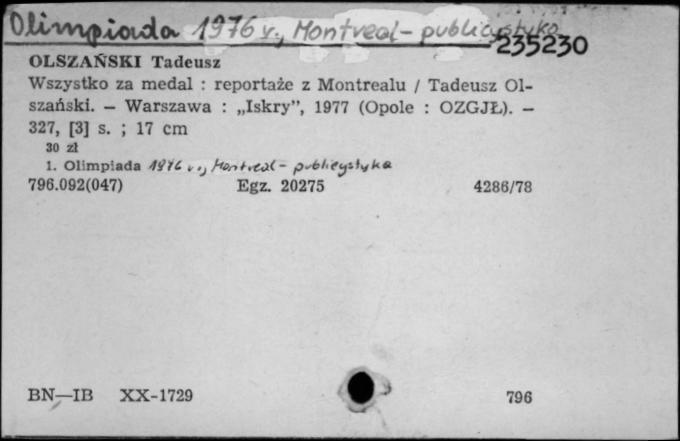 Olimpiada 1976 r., Montreal - publicystyka
235230
OLSZAŃSKI Tadeusz
Wszystko za medal : reportaże z Montrealu / Tadeusz Ol-
szański. — Warszawa : „Iskry”, 1977 (Opole : OZGJŁ). —
327, [3] s. ; 17 cm
30 zł
1. Olimpiada 1976 r., Montreal - publicystyka
796.092(047) Egz. 20275 4286/78
BN—IB XX-1729 796